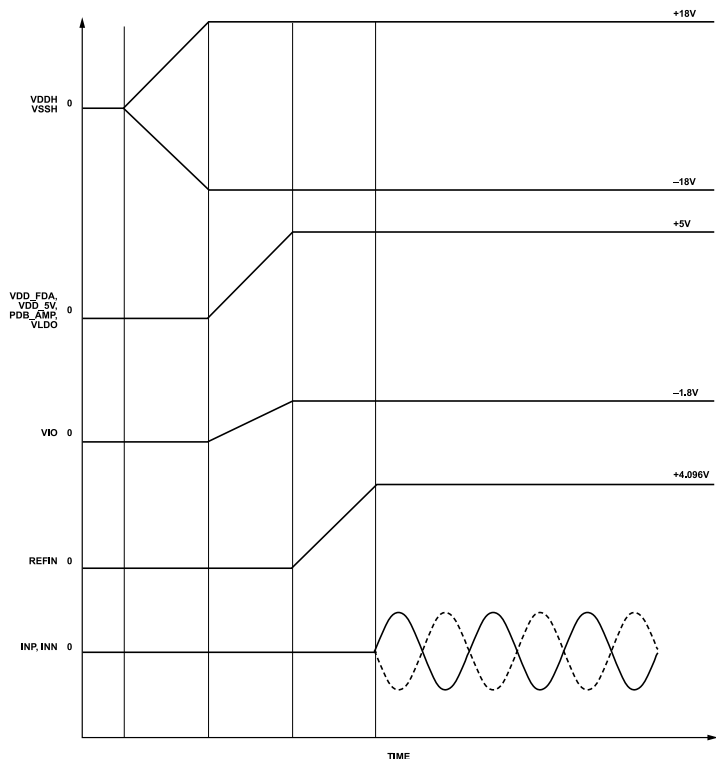 +18V
VDDH 0
VSSH
–18V
+5V
VDD_FDA,
VDD_5V,
PDB_AMP, 0
VLDO
–1.8V
VIO 0
+4.096V
REFIN 0
INP, INN 0
TIME